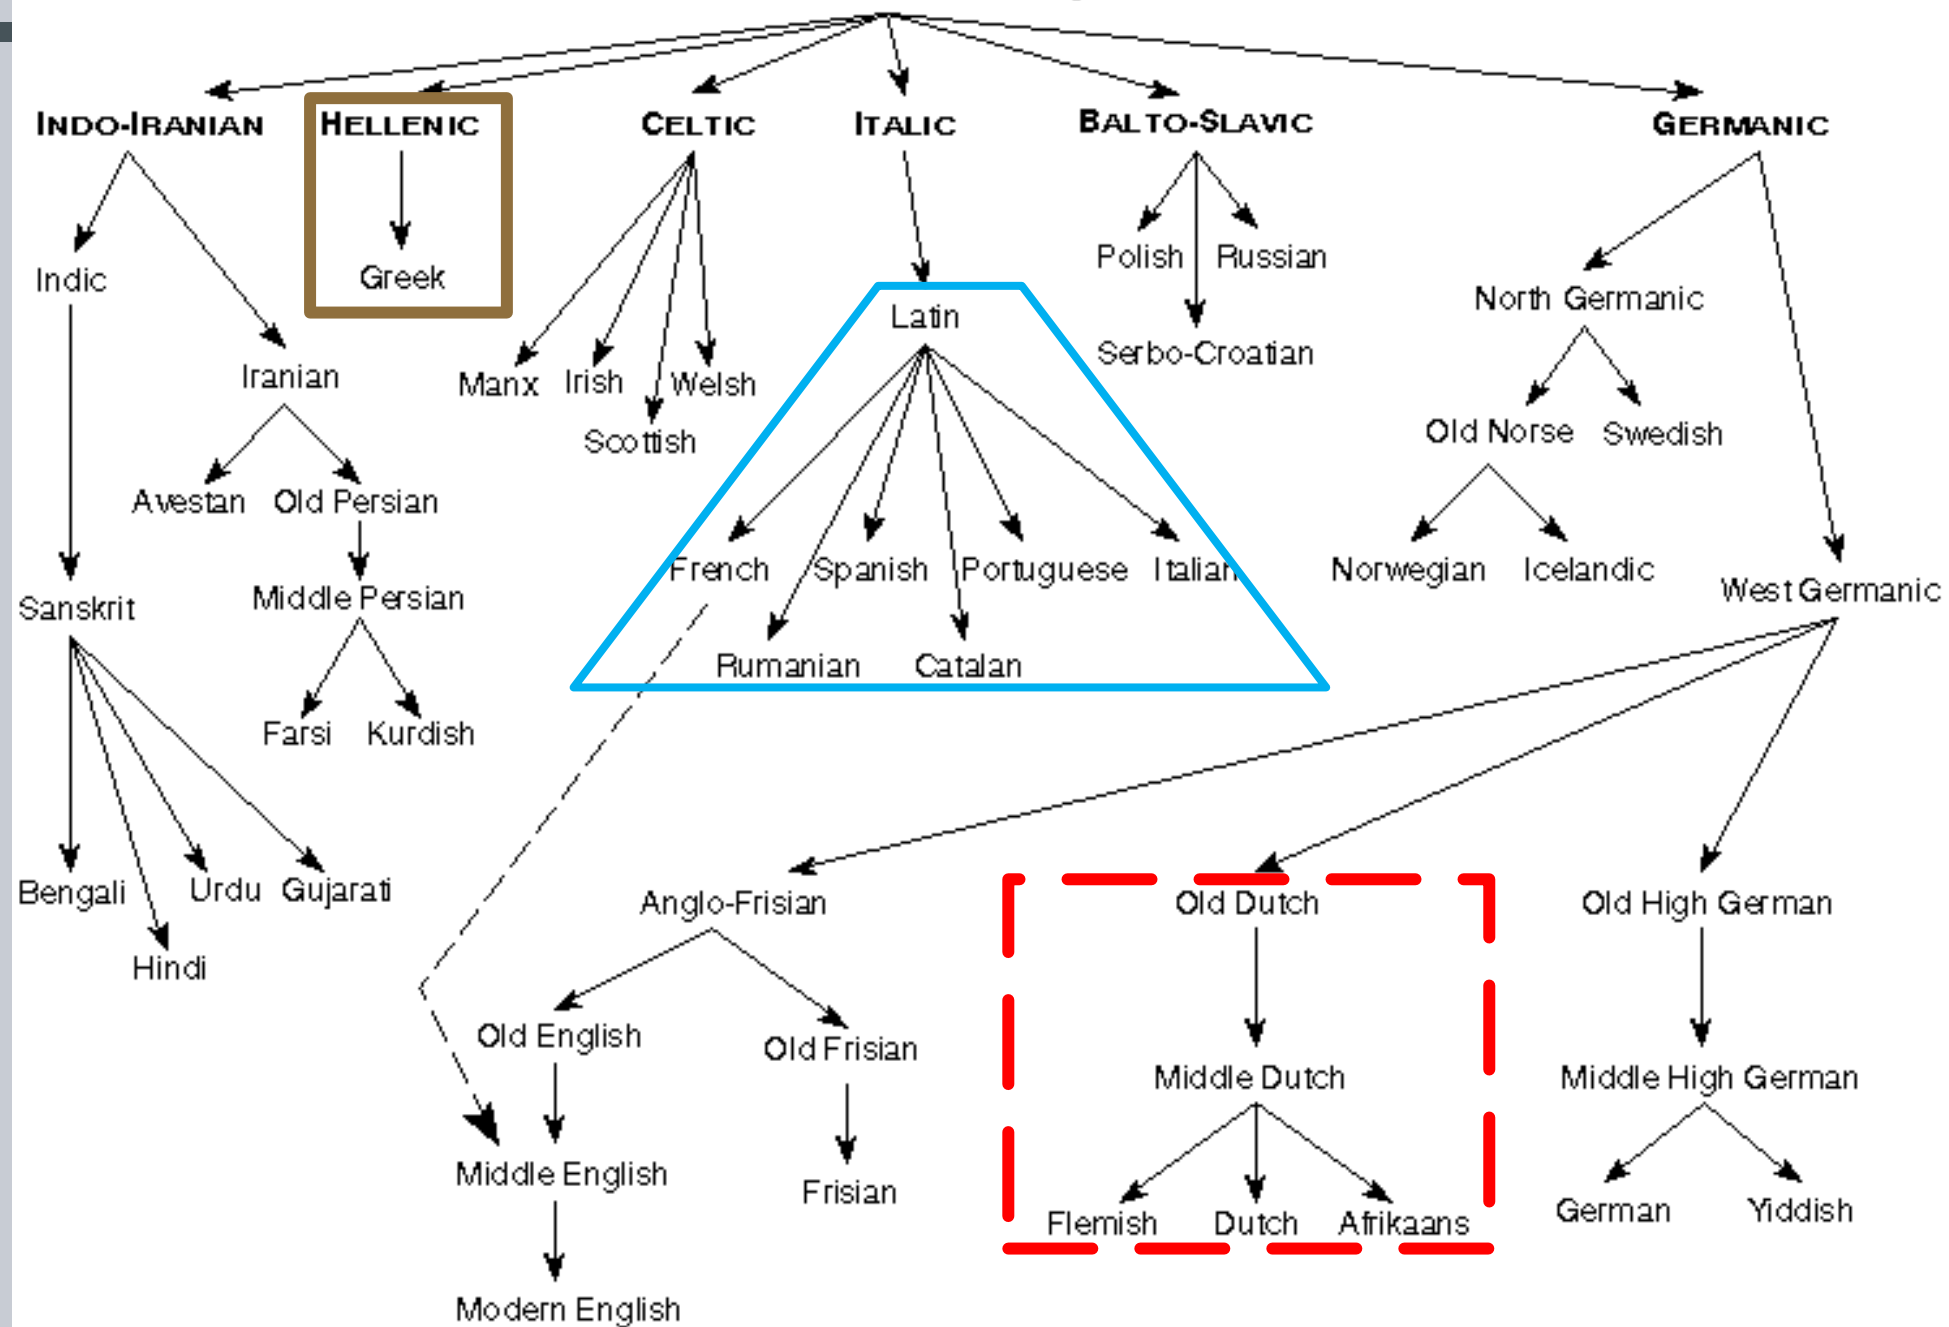 INDO-IRANIAN HELLENIC CELTIC ITALIC BALTO-SLAVIC GERMANIC
Polish Russian
Indic Greek
North Germanic
Latin
Serbo-Croatian
Iranian Manx Irish Welsh
Scottish
Old Norse Swedish
Avestan Old Persian
French Spanish Portuguese Italian Norwegian Icelandic
West Germanic
Sanskrit Middle Persian
Rumanian Catalan
Farsi Kurdish
Bengali Urdu Gujarati
Anglo-Frisian Old Dutch Old High German
Hindi
Old English Old Frisian
Middle Dutch Middle High German
Middle English Frisian
Flemish Dutch Afrikaans German Yiddish
Modern English